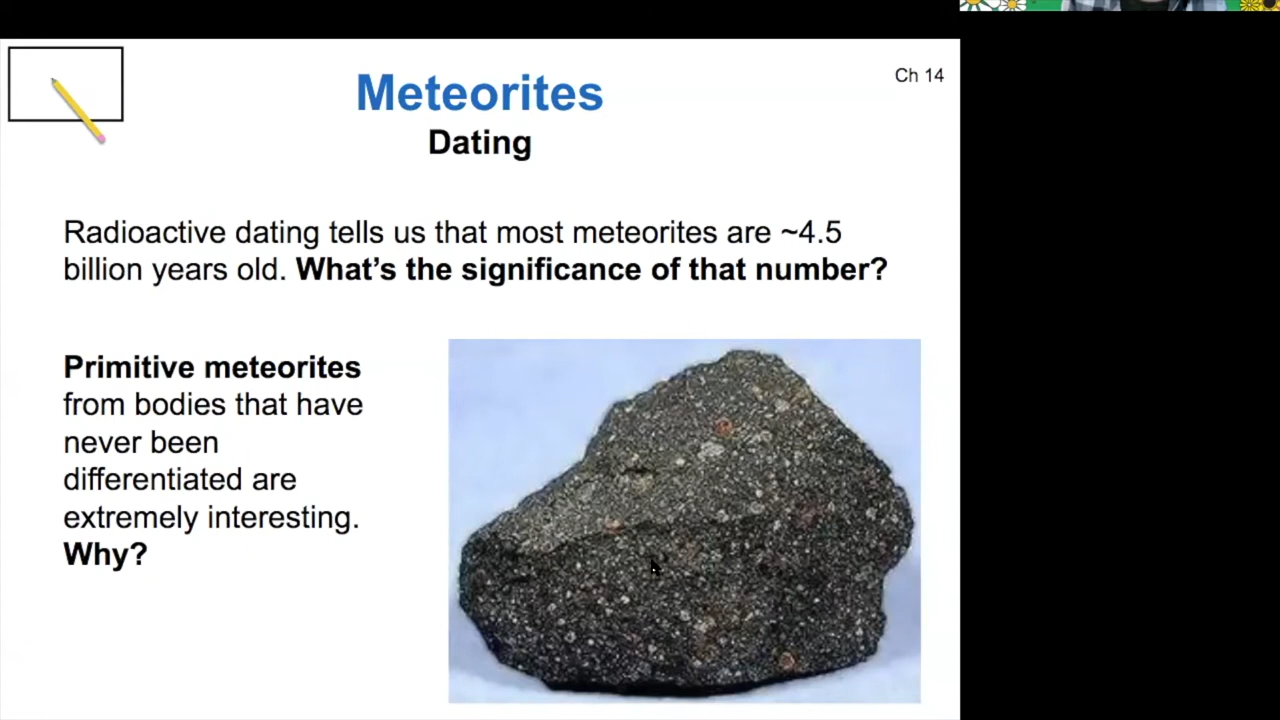 Ch 14
Meteorites
Dating
Radioactive dating tells us that most meteorites are ~4.5
billion years old. What's the significance of that number?
Primitive meteorites
from bodies that have
never been
differentiated are
extremely interesting.
Why?